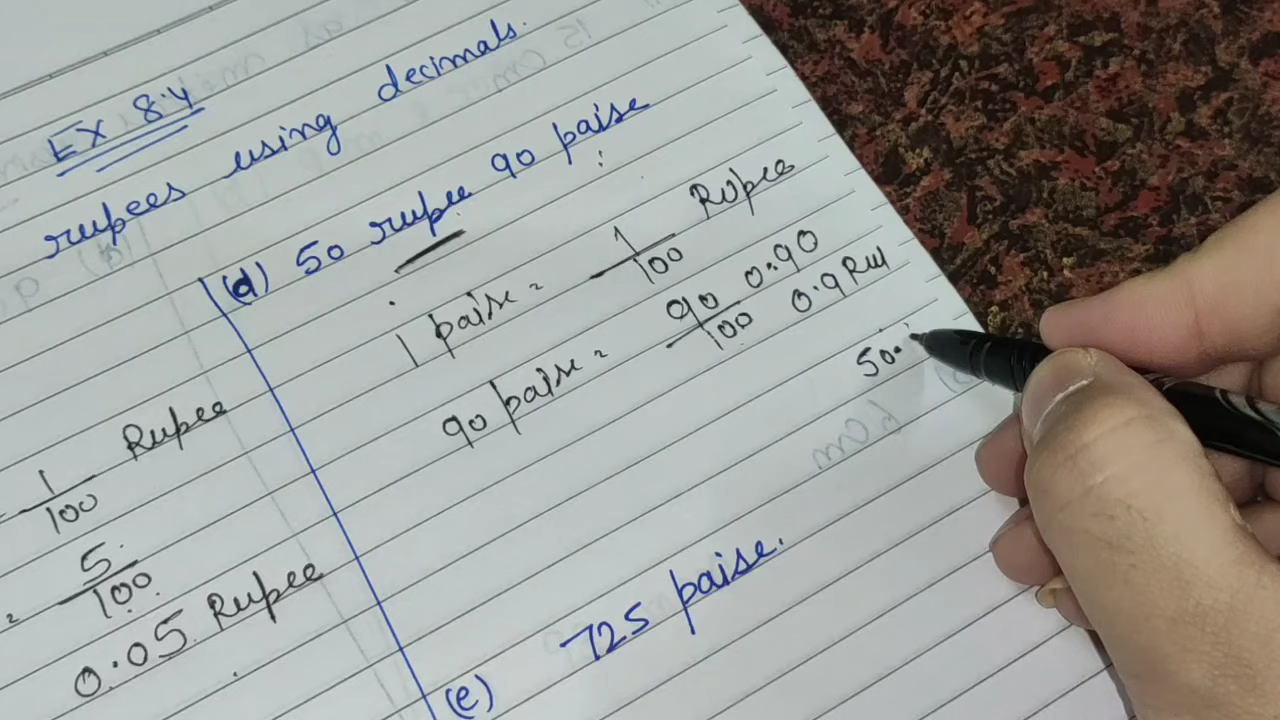 EX 8.4
rupees using decimals.
(d) 50 rupee 90 paise
1 paise = 1/100 Rupee
90 paise = 90/100 0.90
0.9 Ru
50.
1/100 Rupee
= 5/100
0.05 Rupee
(e) 725 paise.